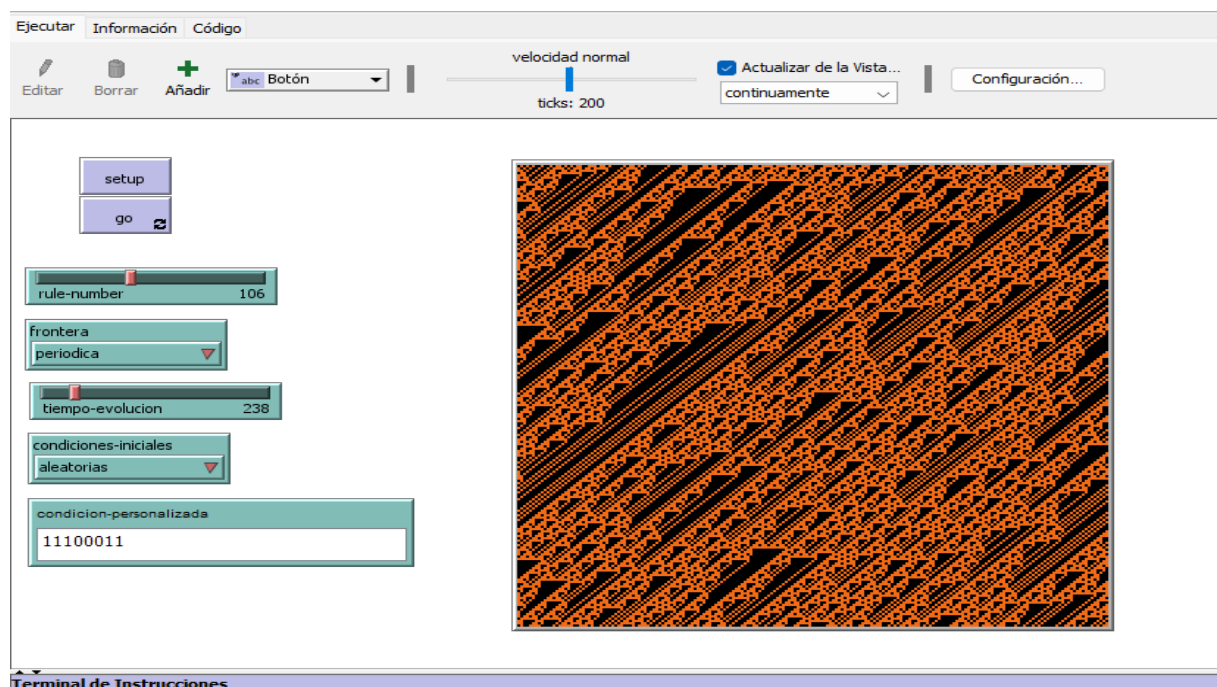 Ejecutar Información Código
Editar Borrar Añadir abc Botón velocidad normal ticks: 200 Actualizar de la Vista... continuamente Configuración...
setup
go
rule-number 106
frontera
periodica
tiempo-evolucion 238
condiciones-iniciales
aleatorias
condicion-personalizada
11100011
Terminal de Instrucciones